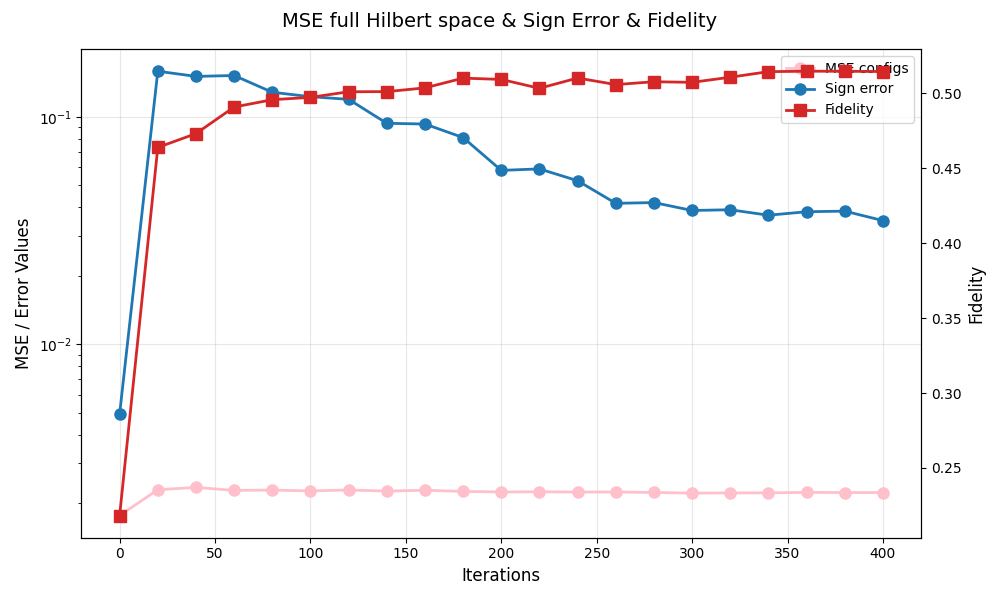 MSE full Hilbert space & Sign Error & Fidelity
MSE configs
Sign error
Fidelity
MSE / Error Values
10⁻¹
10⁻²
0.50
0.45
0.40
0.35
0.30
0.25
Fidelity
0 50 100 150 200 250 300 350 400
Iterations